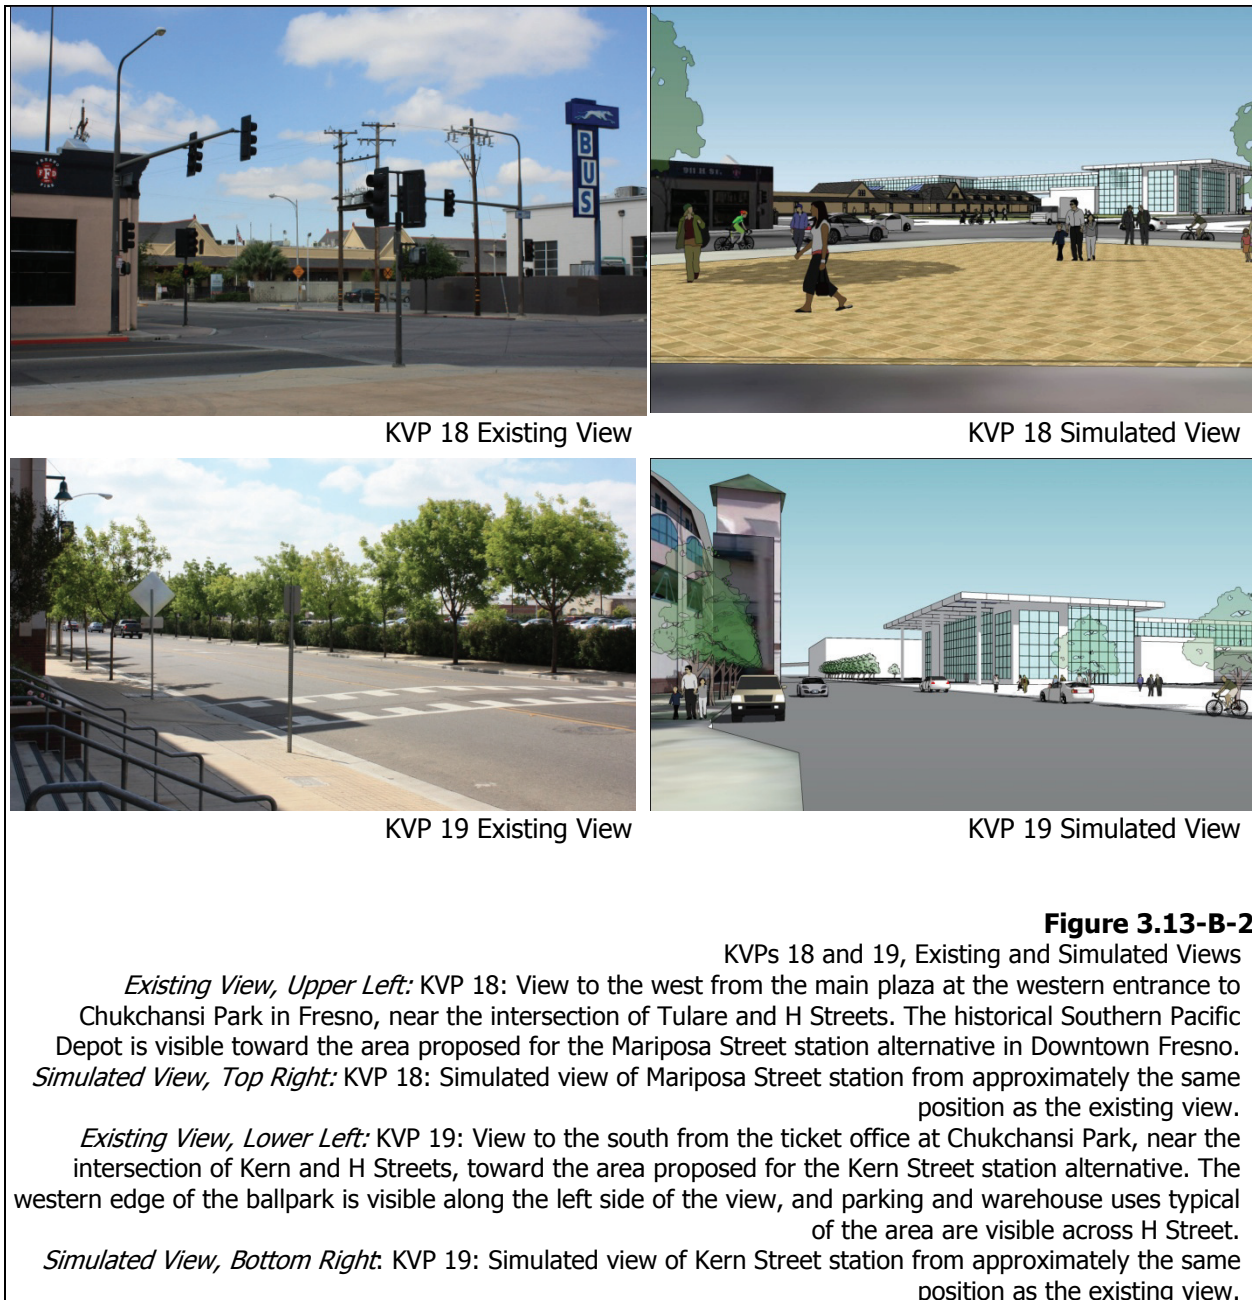 FRESNO
FFD
FIRE
BUS
911 H St.
KVP 18 Existing View
KVP 18 Simulated View
KVP 19 Existing View
KVP 19 Simulated View
Figure 3.13-B-2
KVPs 18 and 19, Existing and Simulated Views
Existing View, Upper Left: KVP 18: View to the west from the main plaza at the western entrance to
Chukchansi Park in Fresno, near the intersection of Tulare and H Streets. The historical Southern Pacific
Depot is visible toward the area proposed for the Mariposa Street station alternative in Downtown Fresno.
Simulated View, Top Right: KVP 18: Simulated view of Mariposa Street station from approximately the same
position as the existing view.
Existing View, Lower Left: KVP 19: View to the south from the ticket office at Chukchansi Park, near the
intersection of Kern and H Streets, toward the area proposed for the Kern Street station alternative. The
western edge of the ballpark is visible along the left side of the view, and parking and warehouse uses typical
of the area are visible across H Street.
Simulated View, Bottom Right: KVP 19: Simulated view of Kern Street station from approximately the same
position as the existing view.